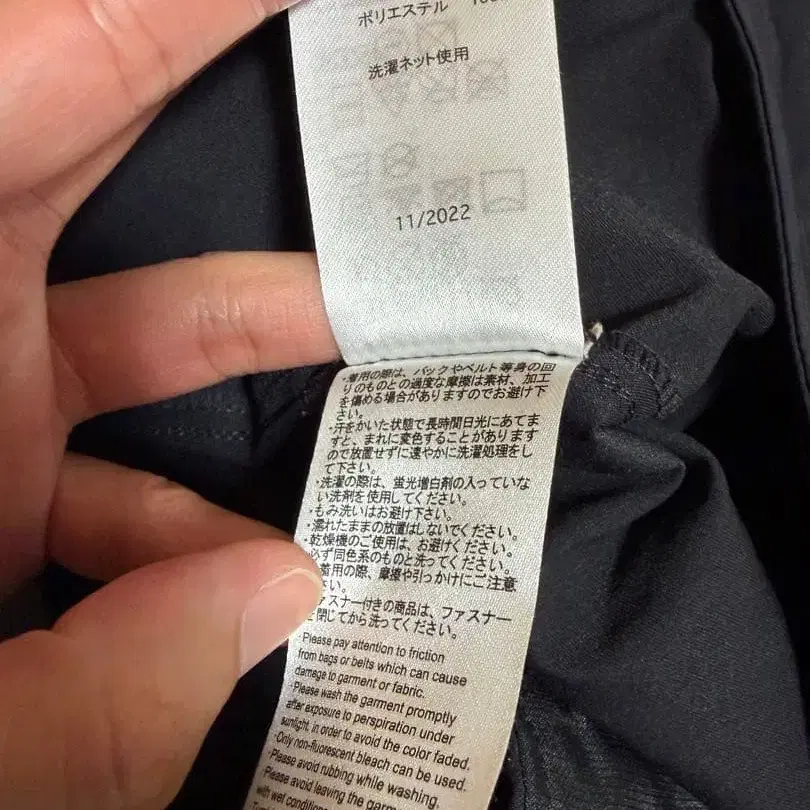 ポリエステル
洗濯ネット使用
11/2022
・着用の際は、バックやベルト等身の回
りのものとの過度な摩擦は素材、加工
を傷める場合がありますのでお避け下
さい。
・汗をかいた状態で長時間日光にあてま
すと、まれに変色することがあります
ので放置せずに速やかに洗濯処理をし
て下さい。
・洗濯の際は、蛍光増白剤の入っていな
い洗剤を使用してください。
・もみ洗いはお避け下さい。
・濡れたままの放置はしないでください。
・乾燥機のご使用は、お避けください。
必ず同色系のものと洗ってください。
着用の際、摩擦や引っかけにご注意
さい。
ァスナー付きの商品は、ファスナー
閉じてから洗ってください。
·Please pay attention to friction
from bags or belts which can cause
damage to garment or fabric.
·Please wash the garment promptly
after exposure to perspiration under
sunlight, in order to avoid the color faded.
·Only non-fluorescent bleach can be used.
·Please avoid rubbing while washing.
·Please avoid leaving the garm
with wet conditions